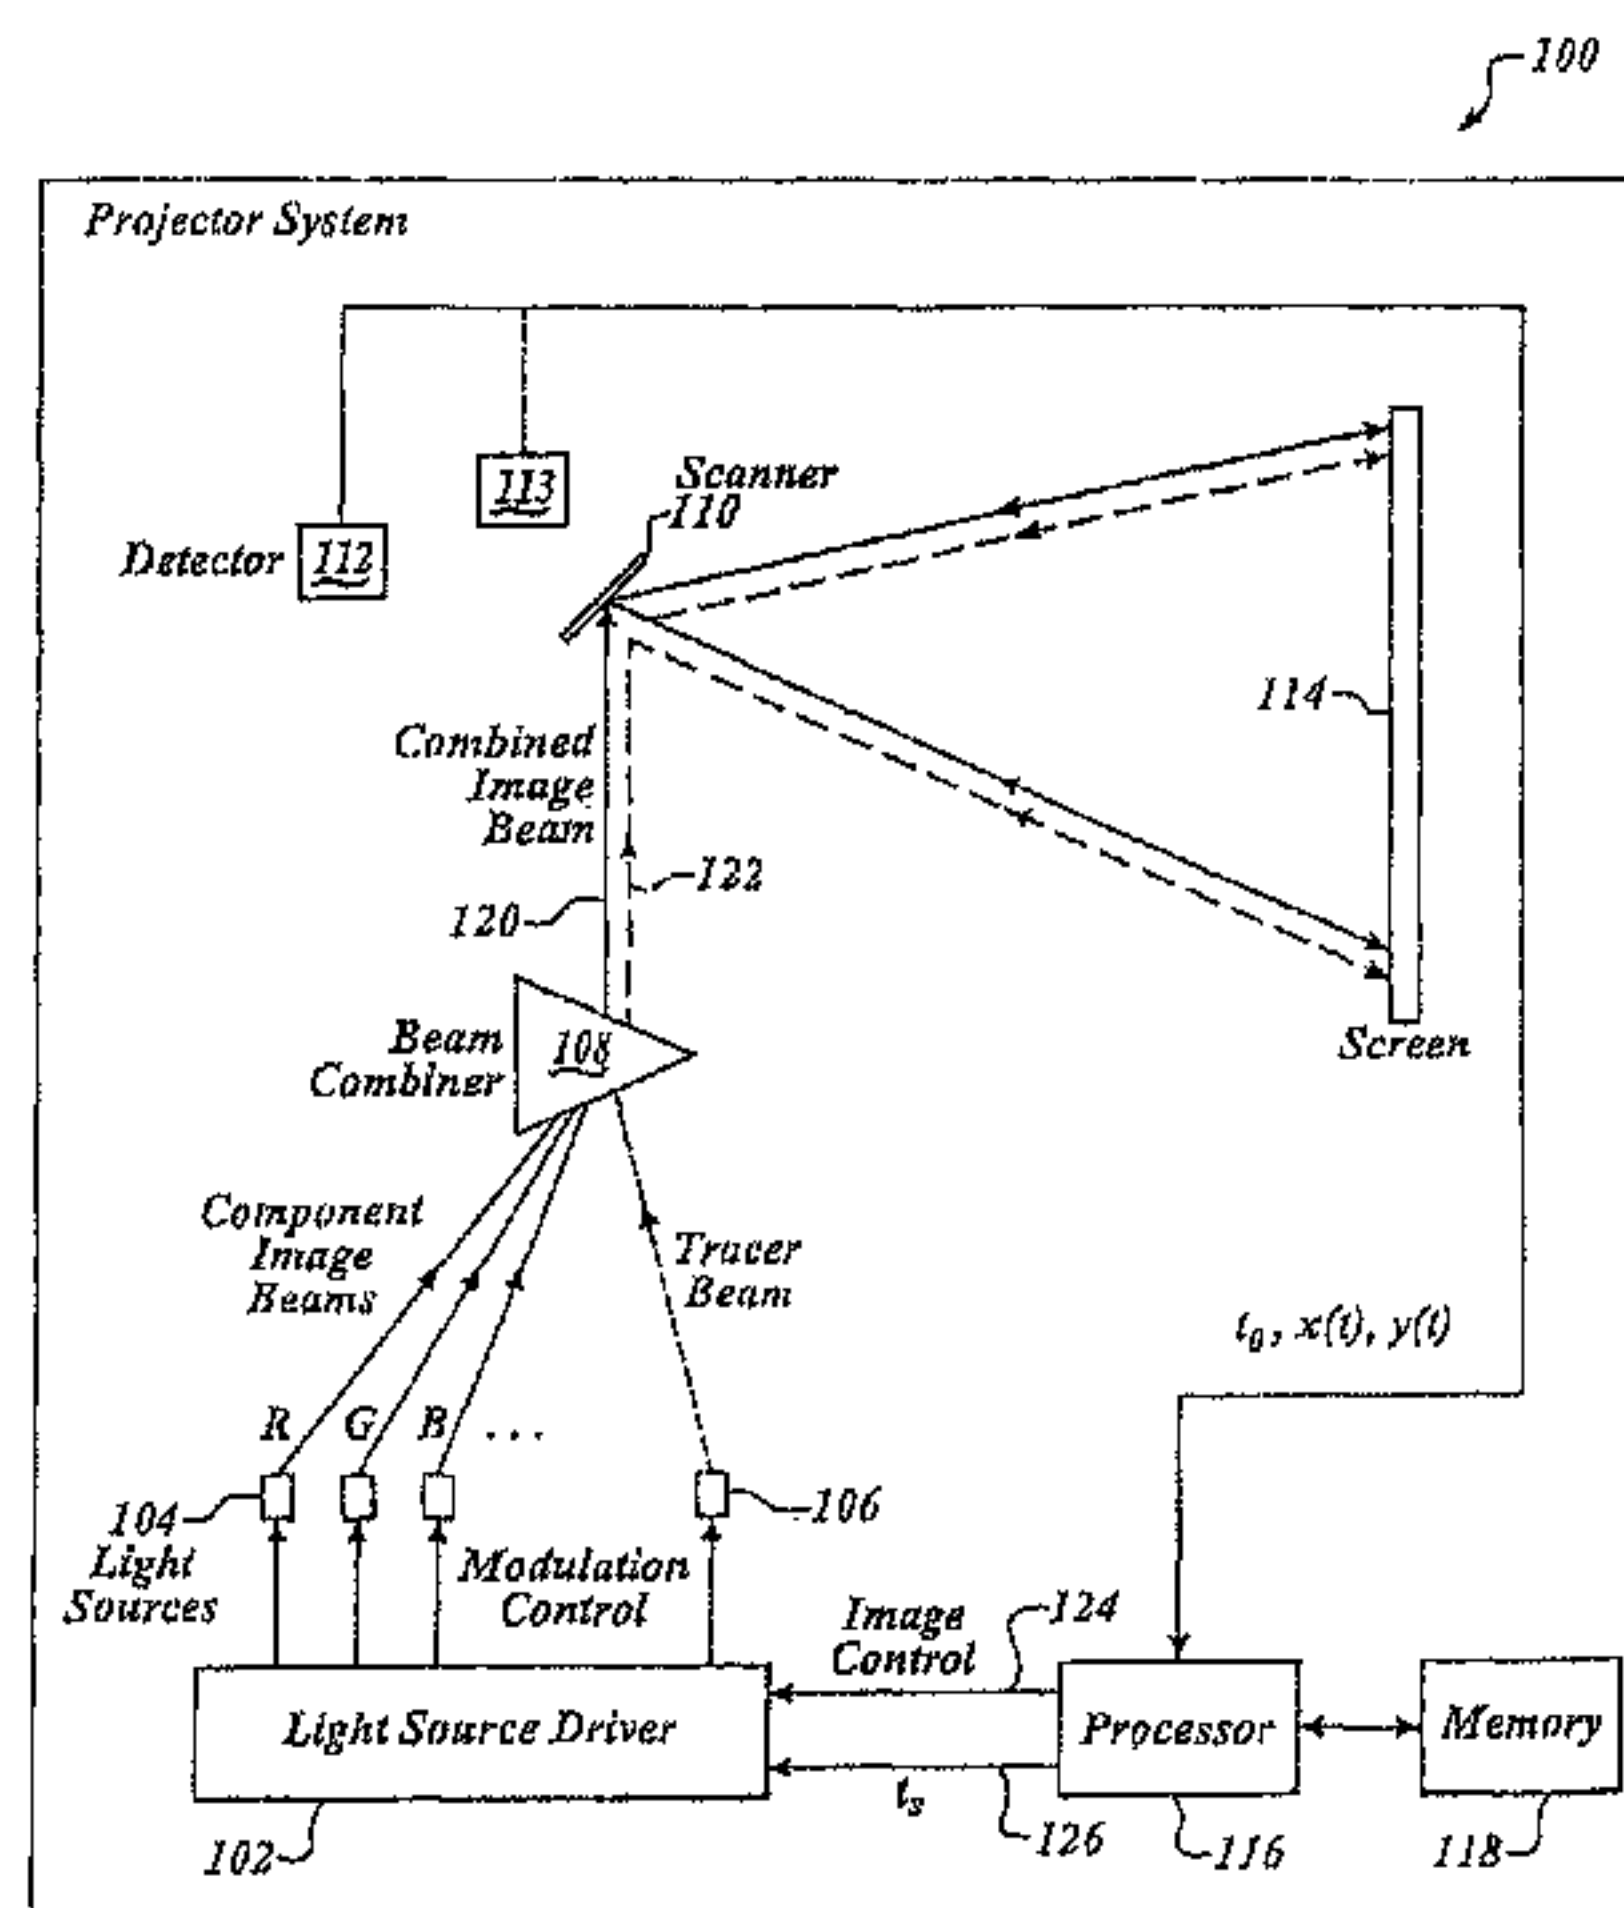 100
Projector System
113
Scanner
110
Detector 112
114
Combined
Image
Beam
122
120
Beam
Combiner
108
Screen
Component
Image
Beams
Tracer
Beam
t0, x(t), y(t)
R G B ...
104
Light
Sources
106
Modulation
Control
Image
Control
124
Light Source Driver
Processor
Memory
ts
102
126
116
118